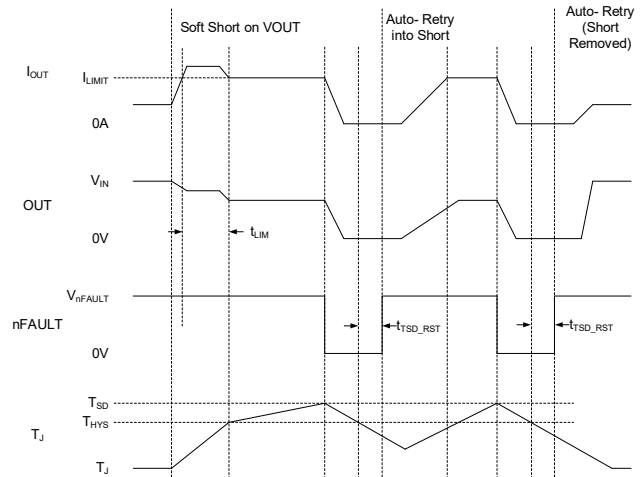 Soft Short on VOUT
Auto- Retry
into Short
Auto- Retry
(Short
Removed)
IOUT
ILIMIT
0A
VIN
OUT
0V
tLIM
VnFAULT
nFAULT
tTSD_RST
tTSD_RST
0V
TSD
THYS
TJ
TJ